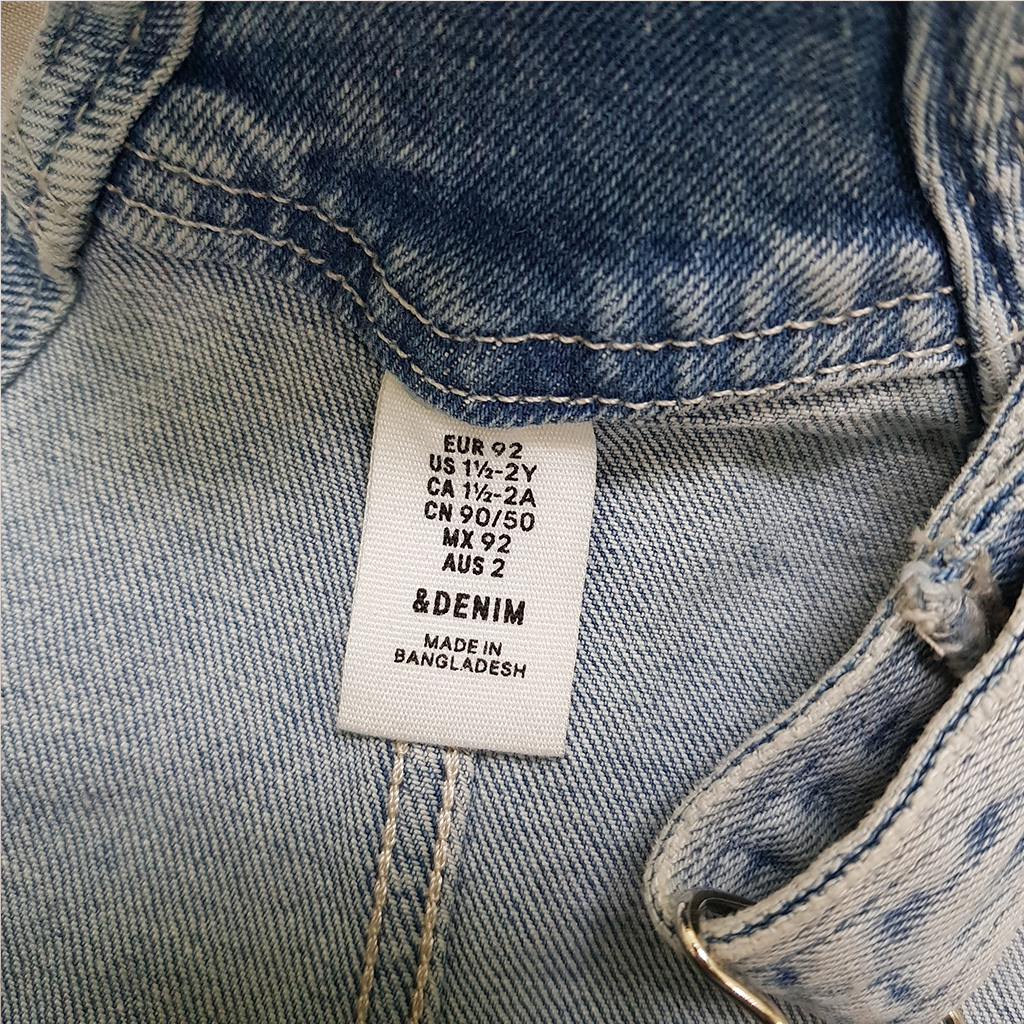 EUR 92
US 1½-2Y
CA 1½-2A
CN 90/50
MX 92
AUS 2
&DENIM
MADE IN
BANGLADESH